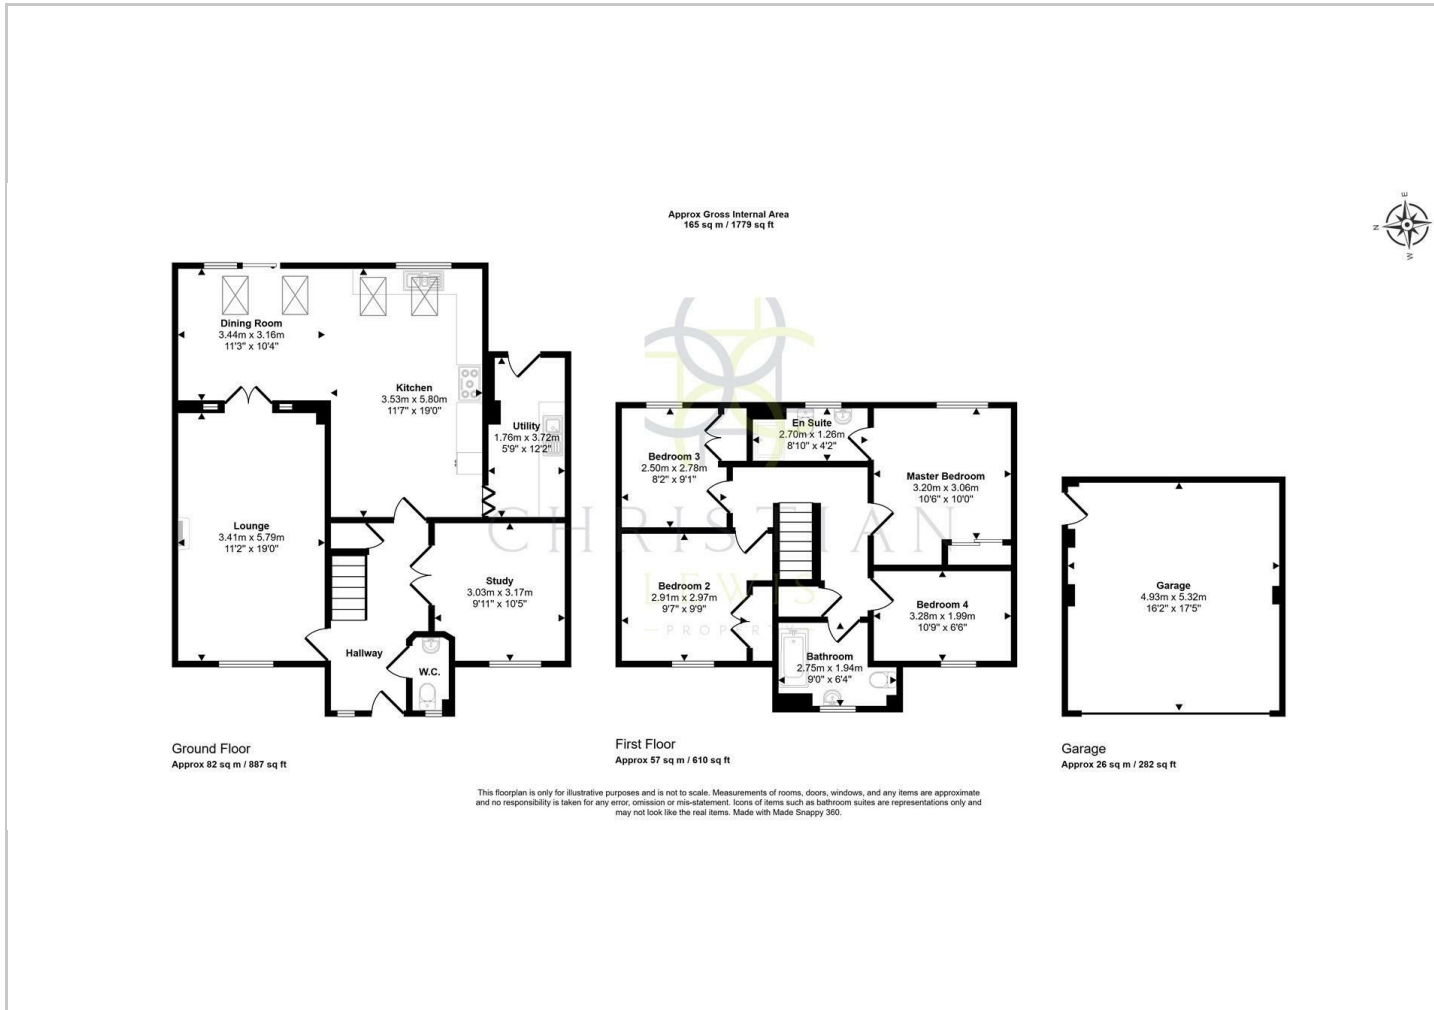 Approx Gross Internal Area
165 sq m / 1779 sq ft
E
N
S
W
Dining Room
3.44m x 3.16m
11'3" x 10'4"
Kitchen
3.53m x 5.80m
11'7" x 19'0"
Utility
1.76m x 3.72m
5'9" x 12'2"
Lounge
3.41m x 5.79m
11'2" x 19'0"
Study
3.03m x 3.17m
9'11" x 10'5"
Hallway
W.C.
Ground Floor
Approx 82 sq m / 887 sq ft
En Suite
2.70m x 1.26m
8'10" x 4'2"
Bedroom 3
2.50m x 2.78m
8'2" x 9'1"
Master Bedroom
3.20m x 3.06m
10'6" x 10'0"
Bedroom 2
2.91m x 2.97m
9'7" x 9'9"
Bedroom 4
3.28m x 1.99m
10'9" x 6'6"
Bathroom
2.75m x 1.94m
9'0" x 6'4"
First Floor
Approx 57 sq m / 610 sq ft
Garage
4.93m x 5.32m
16'2" x 17'5"
Garage
Approx 26 sq m / 282 sq ft
CHRISTIAN
LEWIS
PROPERTY
This floorplan is only for illustrative purposes and is not to scale. Measurements of rooms, doors, windows, and any items are approximate
and no responsibility is taken for any error, omission or mis-statement. Icons of items such as bathroom suites are representations only and
may not look like the real items. Made with Made Snappy 360.